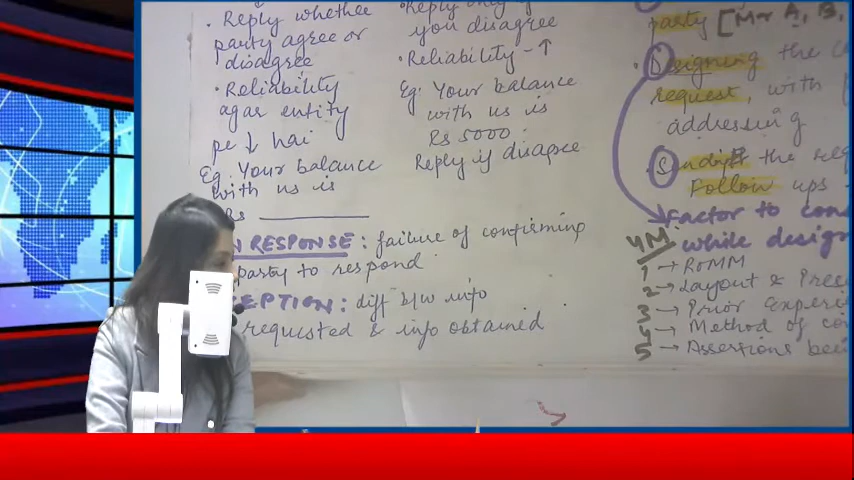 • Reply whether
party agree or
disagree
• Reliability
agar entity
pe ↓ hai
Eg. Your balance
with us is
Rs ________
• Reply only
you disagree
• Reliability - ↑
Eg: Your balance
with us is
Rs 5000.
Reply if disagree
N RESPONSE : failure of confirming
party to respond
EPTION : diff b/w info
requested & info obtained
party [Mr A, B,
• Designing the
request, with
addressing
• Sending the
Follow ups
Factor to con
while design
4M
1 → ROMM
2 → Layout &
3 → Prior Experi
4 → Method of co
5 → Assertions bei